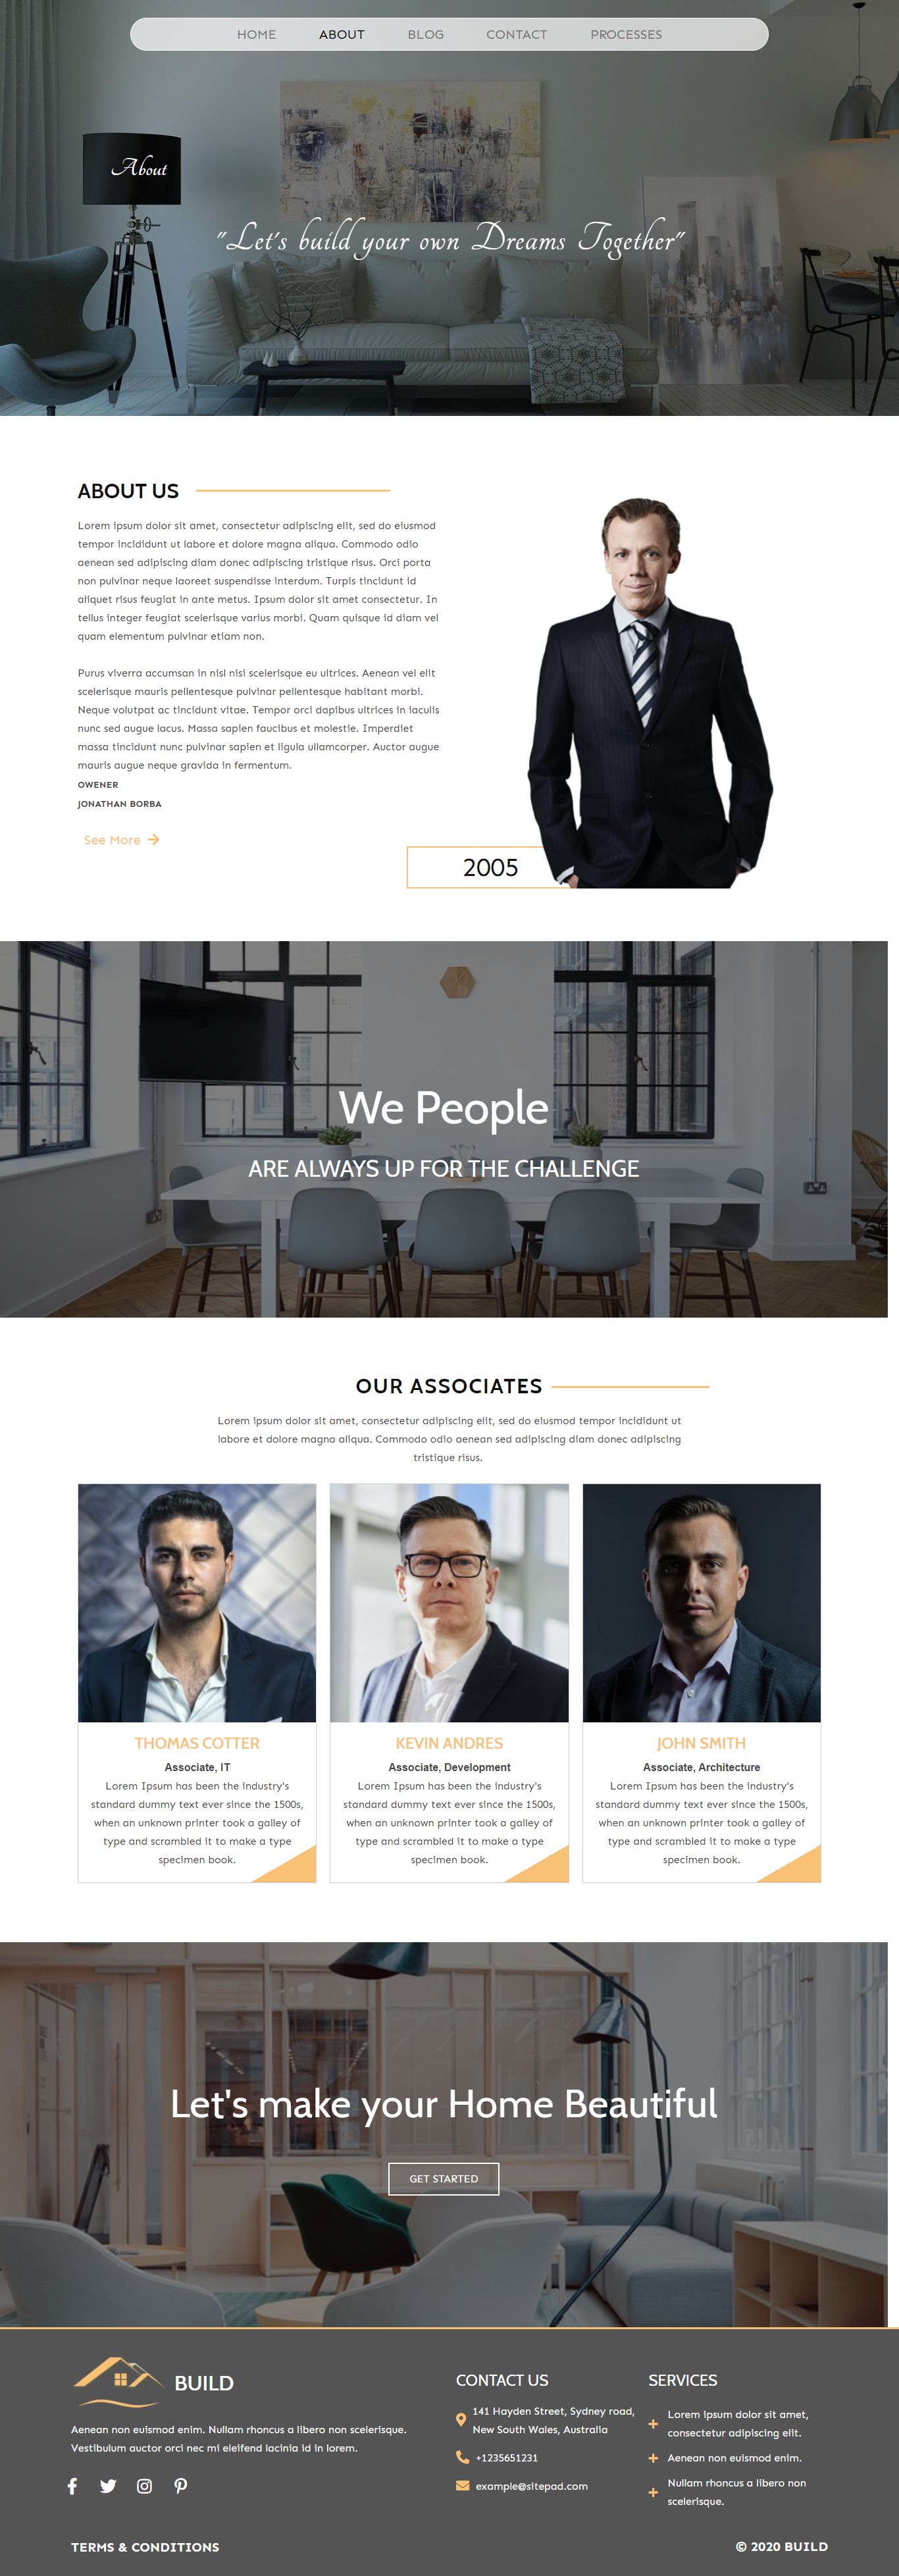 HOME ABOUT BLOG CONTACT PROCESSES
About
"Let's build your own Dreams Together"
ABOUT US
Lorem ipsum dolor sit amet, consectetur adipiscing elit, sed do eiusmod
tempor incididunt ut labore et dolore magna aliqua. Commodo odio
aenean sed adipiscing diam donec adipiscing tristique risus. Orci porta
non pulvinar neque laoreet suspendisse interdum. Turpis tincidunt id
aliquet risus feugiat in ante metus. Ipsum dolor sit amet consectetur. In
tellus integer feugiat scelerisque varius morbi. Quam quisque id diam vel
quam elementum pulvinar etiam non.
Purus viverra accumsan in nisl nisi scelerisque eu ultrices. Aenean vel elit
scelerisque mauris pellentesque pulvinar pellentesque habitant morbi.
Neque volutpat ac tincidunt vitae. Tempor orci dapibus ultrices in iaculis
nunc sed augue lacus. Massa sapien faucibus et molestie. Imperdiet
massa tincidunt nunc pulvinar sapien et ligula ullamcorper. Auctor augue
mauris augue neque gravida in fermentum.
OWENER
JONATHAN BORBA
See More
2005
We People
ARE ALWAYS UP FOR THE CHALLENGE
OUR ASSOCIATES
Lorem ipsum dolor sit amet, consectetur adipiscing elit, sed do eiusmod tempor incididunt ut
labore et dolore magna aliqua. Commodo odio aenean sed adipiscing diam donec adipiscing
tristique risus.
THOMAS COTTER
Associate, IT
Lorem Ipsum has been the industry's
standard dummy text ever since the 1500s,
when an unknown printer took a galley of
type and scrambled it to make a type
specimen book.
KEVIN ANDRES
Associate, Development
Lorem Ipsum has been the industry's
standard dummy text ever since the 1500s,
when an unknown printer took a galley of
type and scrambled it to make a type
specimen book.
JOHN SMITH
Associate, Architecture
Lorem Ipsum has been the industry's
standard dummy text ever since the 1500s,
when an unknown printer took a galley of
type and scrambled it to make a type
specimen book.
Let's make your Home Beautiful
GET STARTED
BUILD
Aenean non euismod enim. Nullam rhoncus a libero non scelerisque.
Vestibulum auctor orci nec mi eleifend lacinia id in lorem.
CONTACT US
141 Hayden Street, Sydney road,
New South Wales, Australia
+1235651231
example@sitepad.com
SERVICES
Lorem ipsum dolor sit amet,
consectetur adipiscing elit.
Aenean non euismod enim.
Nullam rhoncus a libero non
scelerisque.
TERMS & CONDITIONS
© 2020 BUILD